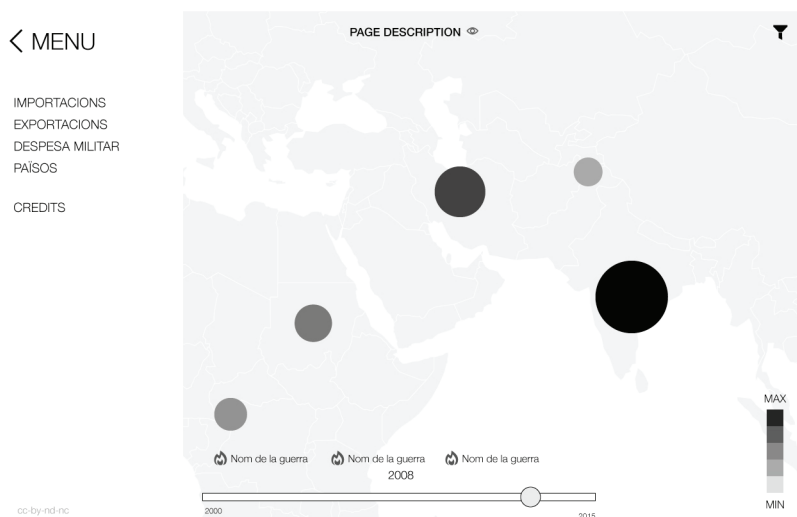 MENU
PAGE DESCRIPTION
IMPORTACIONS
EXPORTACIONS
DESPESA MILITAR
PAÏSOS
CREDITS
MAX
Nom de la guerra Nom de la guerra Nom de la guerra
2008
MIN
2000 2015
cc-by-nd-nc